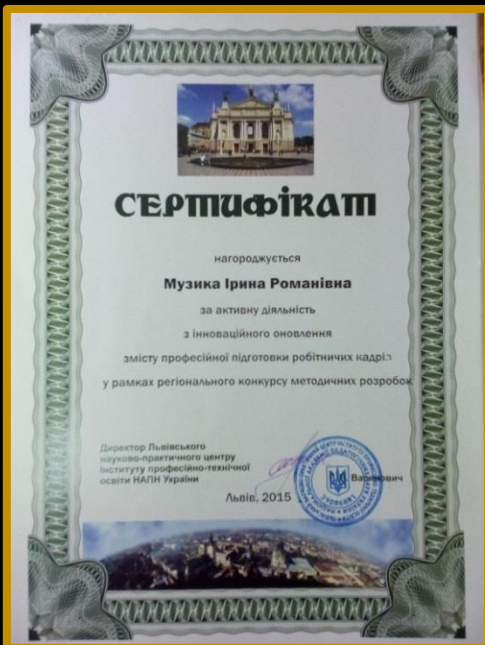 СЕРТИФІКАТ
нагороджується
Музика Ірина Романівна
за активну діяльність
з інноваційного оновлення
змісту професійної підготовки робітничих кадрів
у рамках регіонального конкурсу методичних розробок
Директор Львівського
науково-практичного центру
Інституту професійно-технічної
освіти НАПН України
Львів, 2015